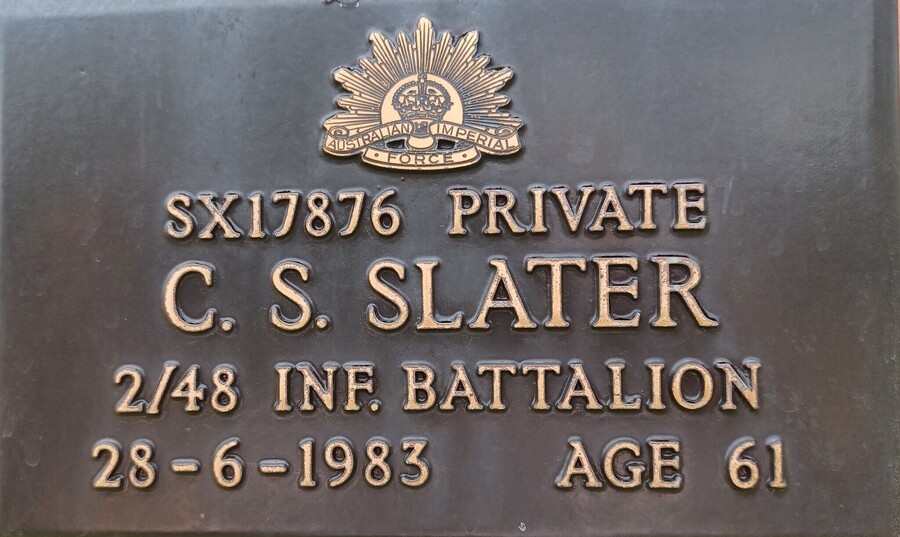 AUSTRALIAN IMPERIAL
FORCE
SX17876 PRIVATE
C. S. SLATER
2/48 INF. BATTALION
28-6-1983 AGE 61